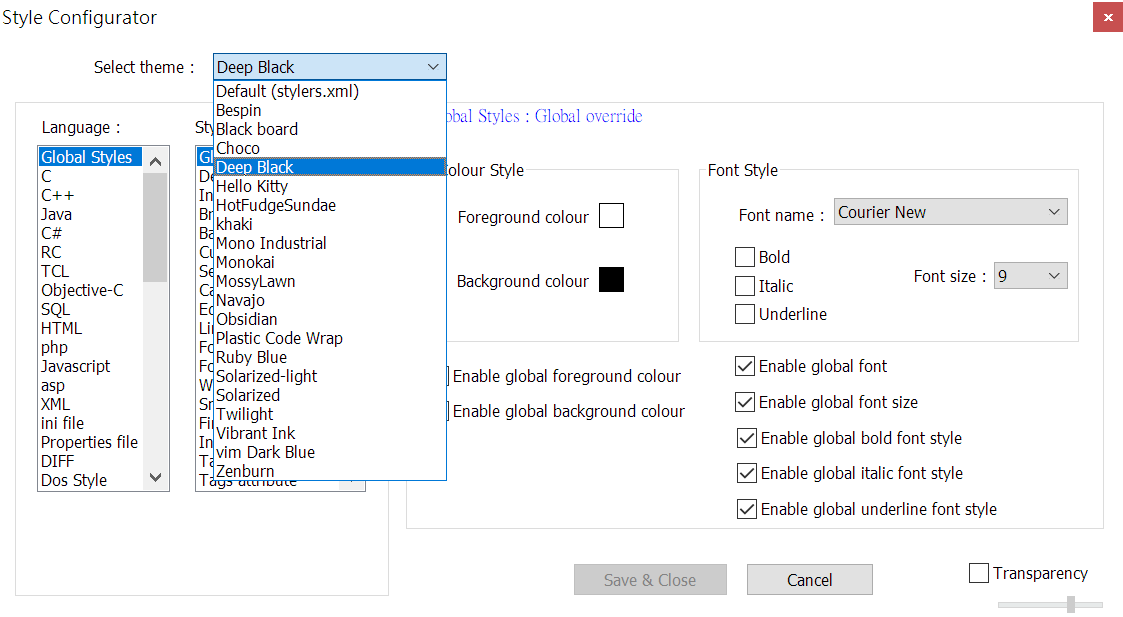 Style Configurator
Select theme :
Deep Black
Default (stylers.xml)
Bespin
Black board
Choco
Deep Black
Hello Kitty
HotFudgeSundae
khaki
Mono Industrial
Monokai
MossyLawn
Navajo
Obsidian
Plastic Code Wrap
Ruby Blue
Solarized-light
Solarized
Twilight
Vibrant Ink
vim Dark Blue
Zenburn
Language :
Global Styles
C
C++
Java
C#
RC
TCL
Objective-C
SQL
HTML
php
Javascript
asp
XML
ini file
Properties file
DIFF
Dos Style
Tags attribute
Styles : Global override
Style
Foreground colour
Background colour
Enable global foreground colour
Enable global background colour
Font Style
Font name :
Courier New
Bold
Italic
Underline
Font size :
9
Enable global font
Enable global font size
Enable global bold font style
Enable global italic font style
Enable global underline font style
Save & Close
Cancel
Transparency